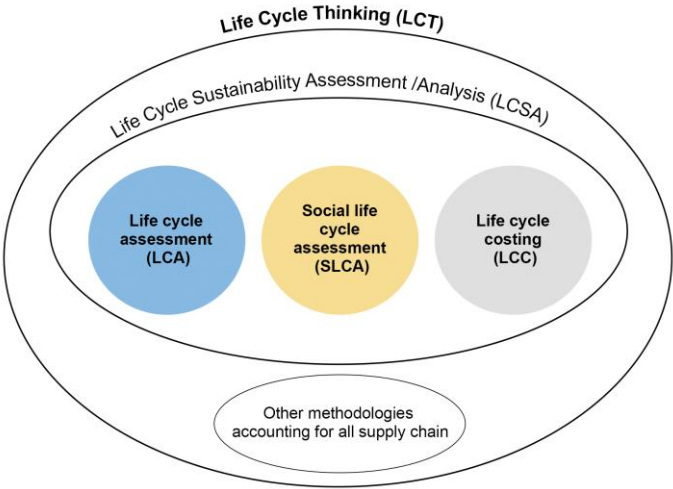 Life Cycle Thinking (LCT)
Life Cycle Sustainability Assessment /Analysis (LCSA)
Life cycle
assessment
(LCA)
Social life
cycle
assessment
(SLCA)
Life cycle
costing
(LCC)
Other methodologies
accounting for all supply chain